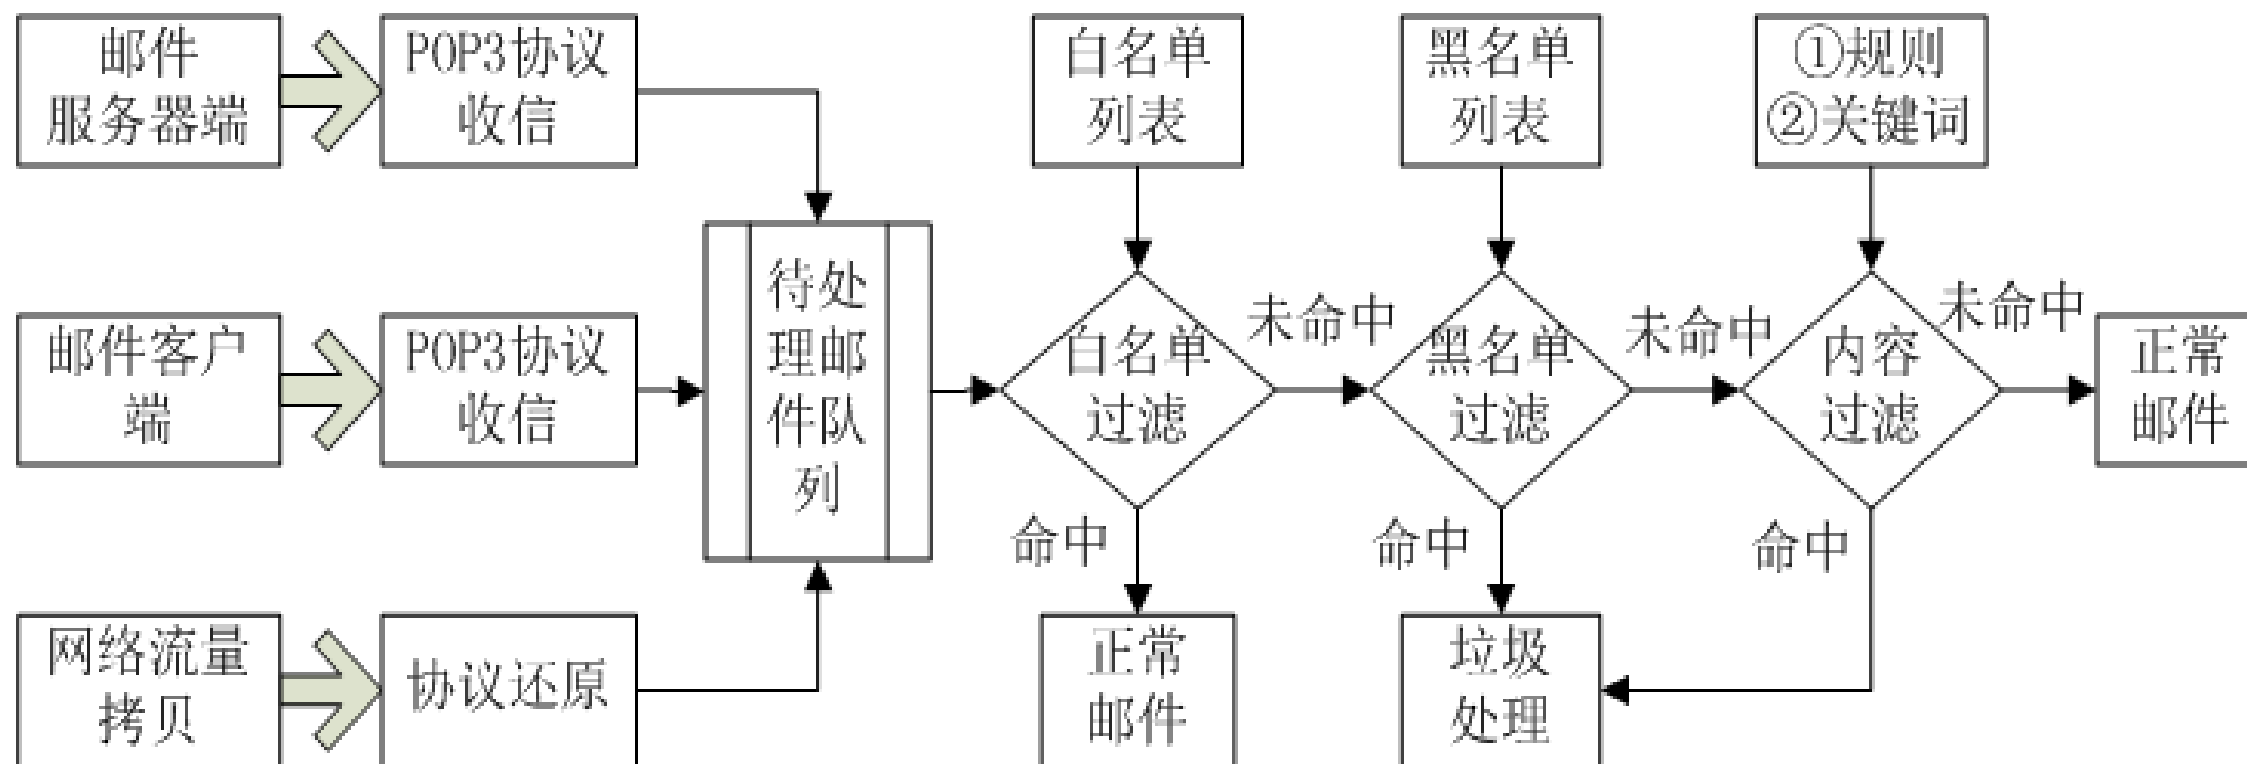 邮件
服务器端
POP3协议
收信
白名单
列表
黑名单
列表
①规则
②关键词
邮件客户
端
POP3协议
收信
待处
理邮
件队
列
白名单
过滤
未命中
黑名单
过滤
未命中
内容
过滤
未命中
正常
邮件
命中
命中
命中
网络流量
拷贝
协议还原
正常
邮件
垃圾
处理